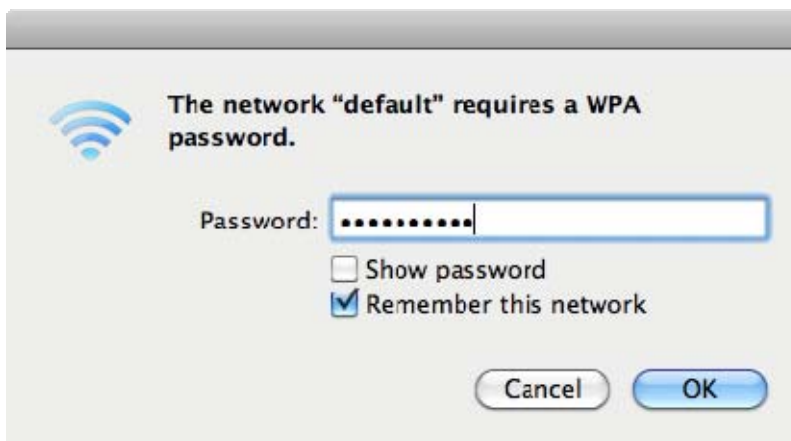 The network “default” requires a WPA
password.
Password: ••••••••••
Show password
Remember this network
Cancel OK